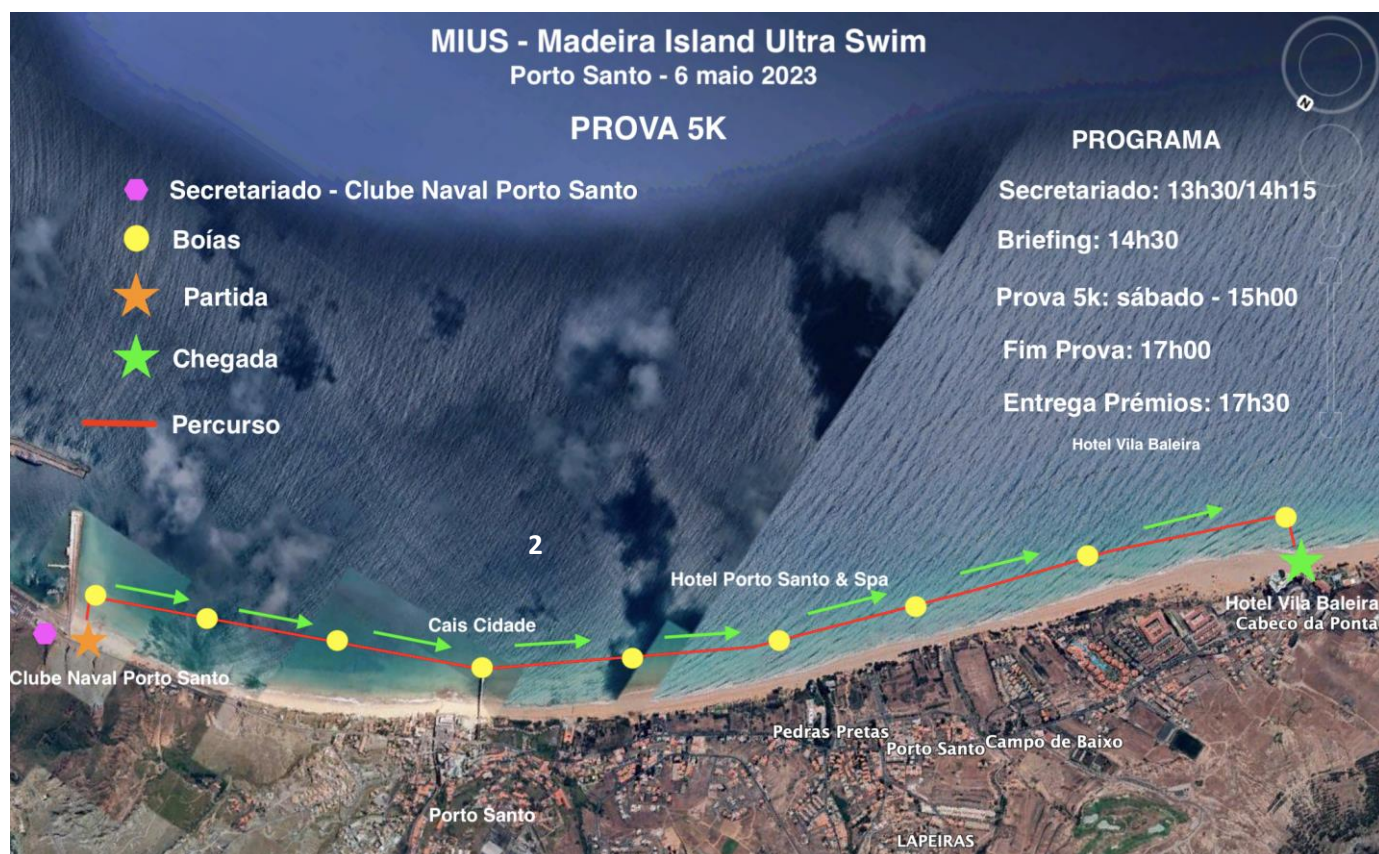 MIUS - Madeira Island Ultra Swim
Porto Santo - 6 maio 2023
PROVA 5K
Secretariado - Clube Naval Porto Santo
Boías
Partida
Chegada
Percurso
N
PROGRAMA
Secretariado: 13h30/14h15
Briefing: 14h30
Prova 5k: sábado - 15h00
Fim Prova: 17h00
Entrega Prémios: 17h30
Hotel Vila Baleira
2
Hotel Porto Santo & Spa
Cais Cidade
Hotel Vila Baleira
Cabeco da Ponta
Clube Naval Porto Santo
Pedras Pretas
Porto Santo
Campo de Baixo
Porto Santo
LAPEIRAS